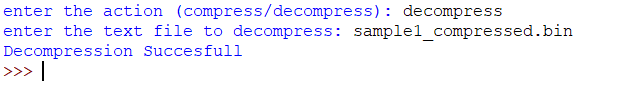 enter the action (compress/decompress): decompress
enter the text file to decompress: sample1_compressed.bin
Decompression Succesfull
>>>